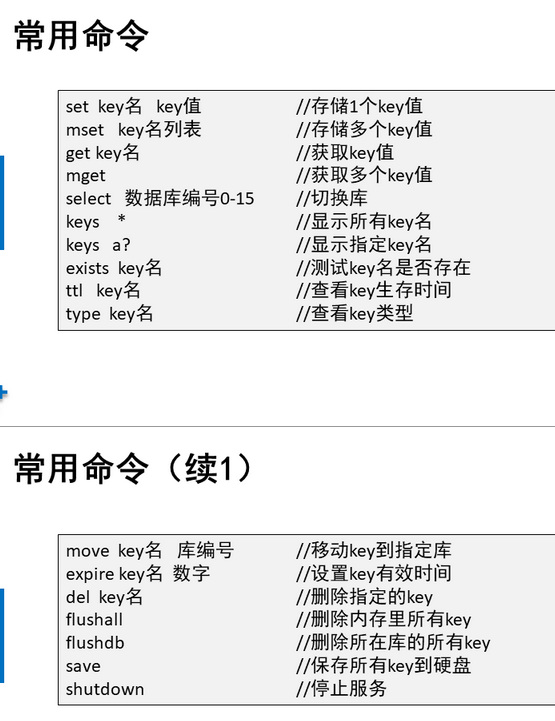 常用命令
set key名 key值 //存储1个key值
mset key名列表 //存储多个key值
get key名 //获取key值
mget //获取多个key值
select 数据库编号0-15 //切换库
keys * //显示所有key名
keys a? //显示指定key名
exists key名 //测试key名是否存在
ttl key名 //查看key生存时间
type key名 //查看key类型
常用命令（续1）
move key名 库编号 //移动key到指定库
expire key名 数字 //设置key有效时间
del key名 //删除指定的key
flushall //删除内存里所有key
flushdb //删除所在库的所有key
save //保存所有key到硬盘
shutdown //停止服务